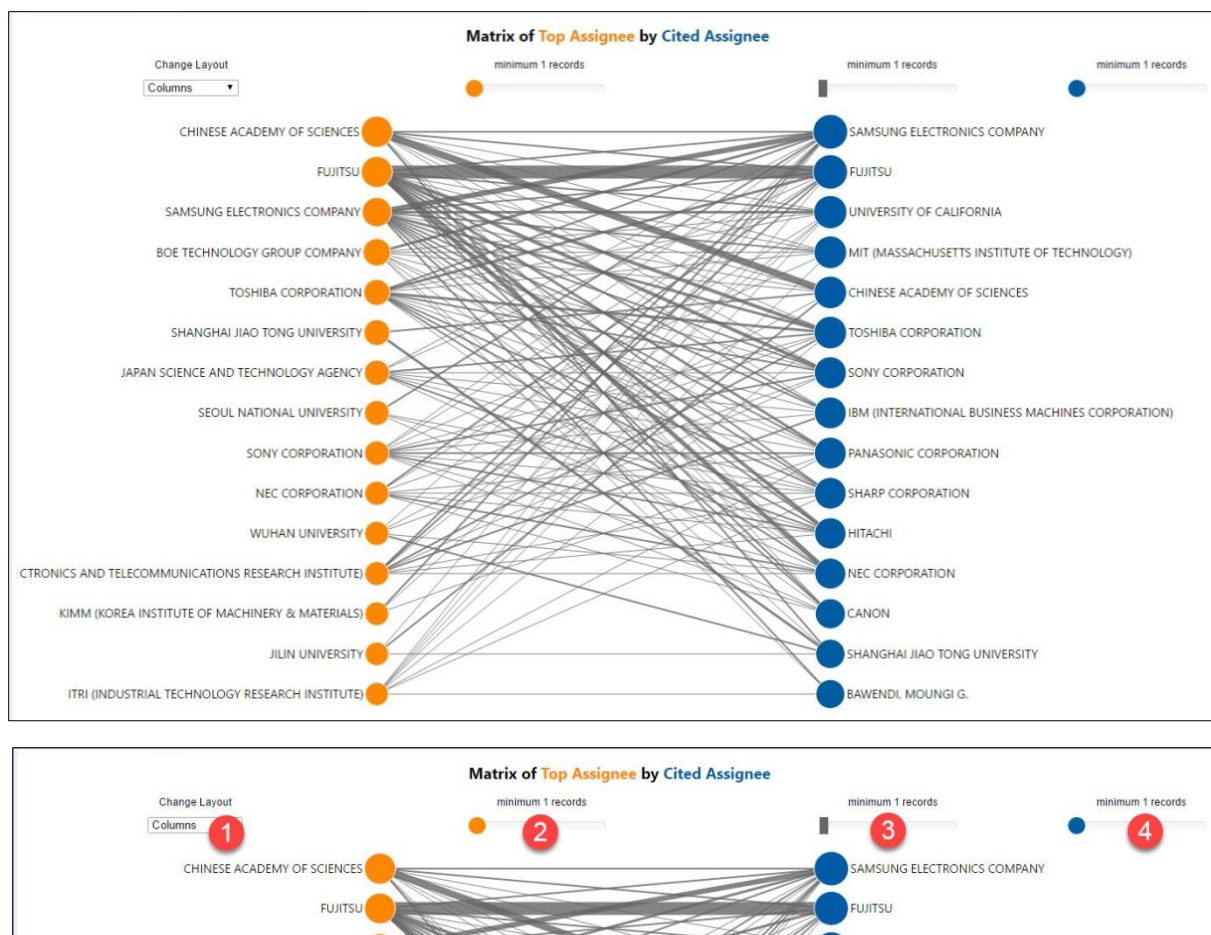 Matrix of Top Assignee by Cited Assignee
Change Layout
minimum 1 records
minimum 1 records
minimum 1 records
Columns
CHINESE ACADEMY OF SCIENCES
SAMSUNG ELECTRONICS COMPANY
FUJITSU
FUJITSU
SAMSUNG ELECTRONICS COMPANY
UNIVERSITY OF CALIFORNIA
BOE TECHNOLOGY GROUP COMPANY
MIT (MASSACHUSETTS INSTITUTE OF TECHNOLOGY)
TOSHIBA CORPORATION
CHINESE ACADEMY OF SCIENCES
SHANGHAI JIAO TONG UNIVERSITY
TOSHIBA CORPORATION
JAPAN SCIENCE AND TECHNOLOGY AGENCY
SONY CORPORATION
SEOUL NATIONAL UNIVERSITY
IBM (INTERNATIONAL BUSINESS MACHINES CORPORATION)
SONY CORPORATION
PANASONIC CORPORATION
NEC CORPORATION
SHARP CORPORATION
WUHAN UNIVERSITY
HITACHI
CTRONICS AND TELECOMMUNICATIONS RESEARCH INSTITUTE)
NEC CORPORATION
KIMM (KOREA INSTITUTE OF MACHINERY & MATERIALS)
CANON
JILIN UNIVERSITY
SHANGHAI JIAO TONG UNIVERSITY
ITRI (INDUSTRIAL TECHNOLOGY RESEARCH INSTITUTE)
BAWENDI, MOUNGI G.
Matrix of Top Assignee by Cited Assignee
Change Layout
minimum 1 records
minimum 1 records
minimum 1 records
Columns
1
2
3
4
CHINESE ACADEMY OF SCIENCES
SAMSUNG ELECTRONICS COMPANY
FUJITSU
FUJITSU